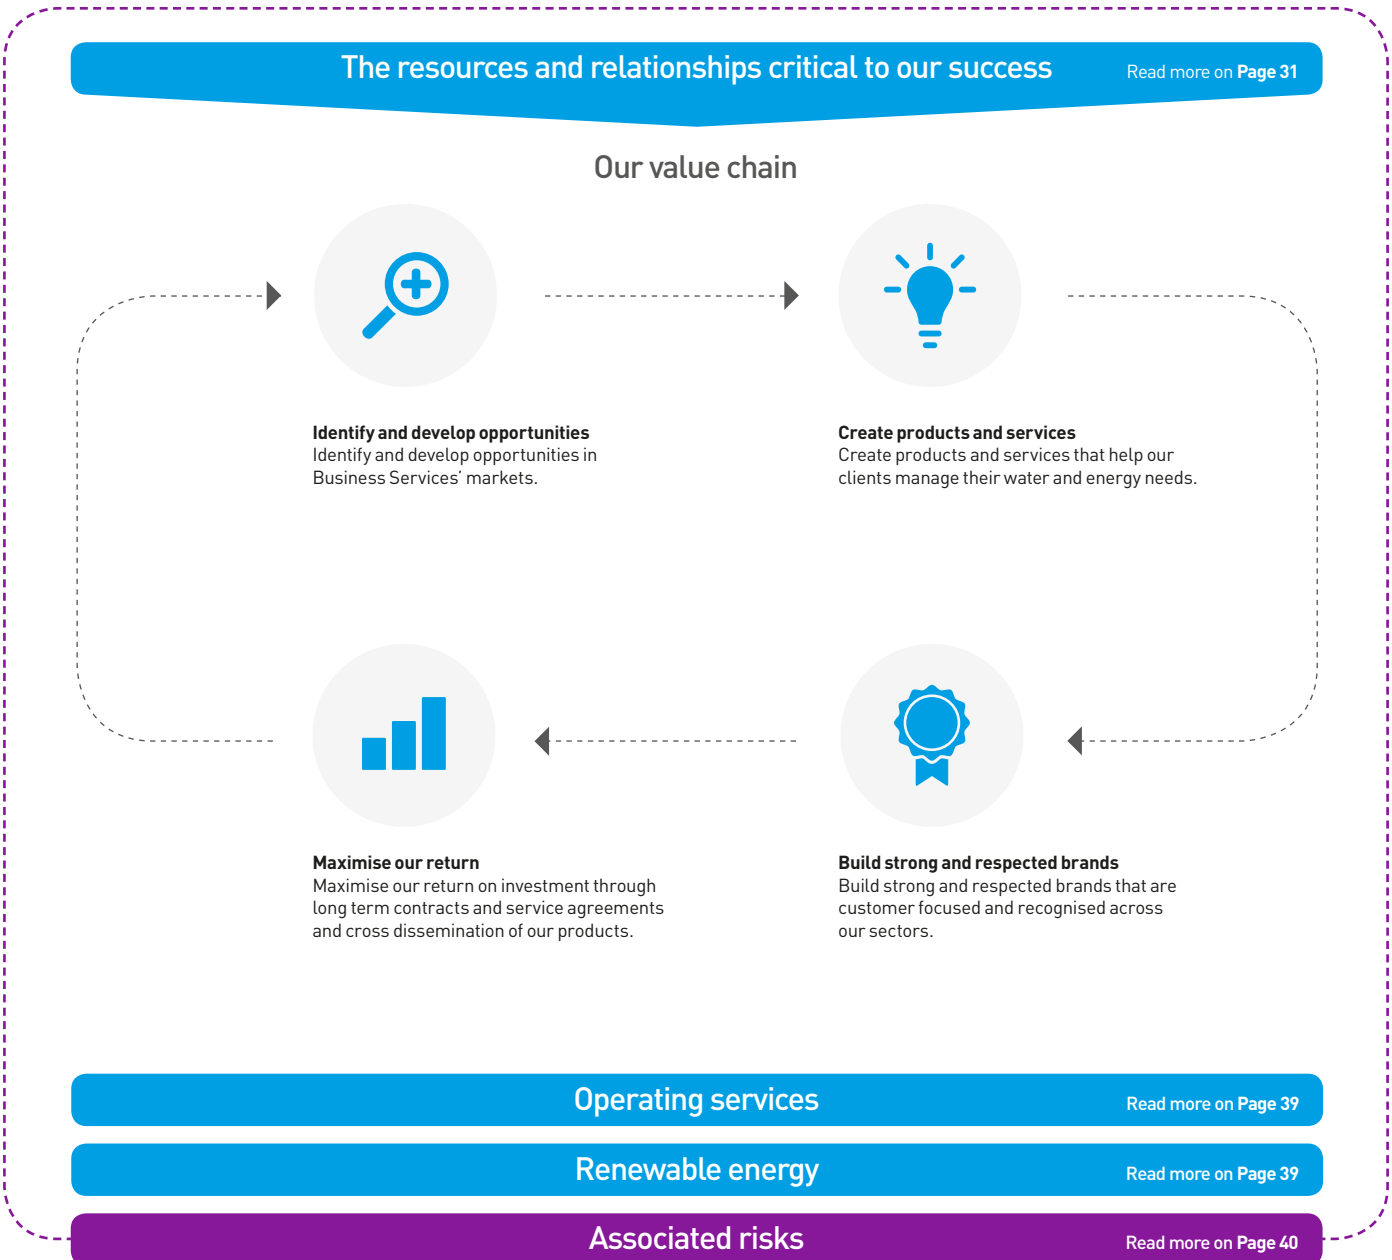 The resources and relationships critical to our success
Read more on Page 31
Our value chain
Identify and develop opportunities
Identify and develop opportunities in
Business Services’ markets.
Create products and services
Create products and services that help our
clients manage their water and energy needs.
Maximise our return
Maximise our return on investment through
long term contracts and service agreements
and cross dissemination of our products.
Build strong and respected brands
Build strong and respected brands that are
customer focused and recognised across
our sectors.
Operating services
Read more on Page 39
Renewable energy
Read more on Page 39
Associated risks
Read more on Page 40